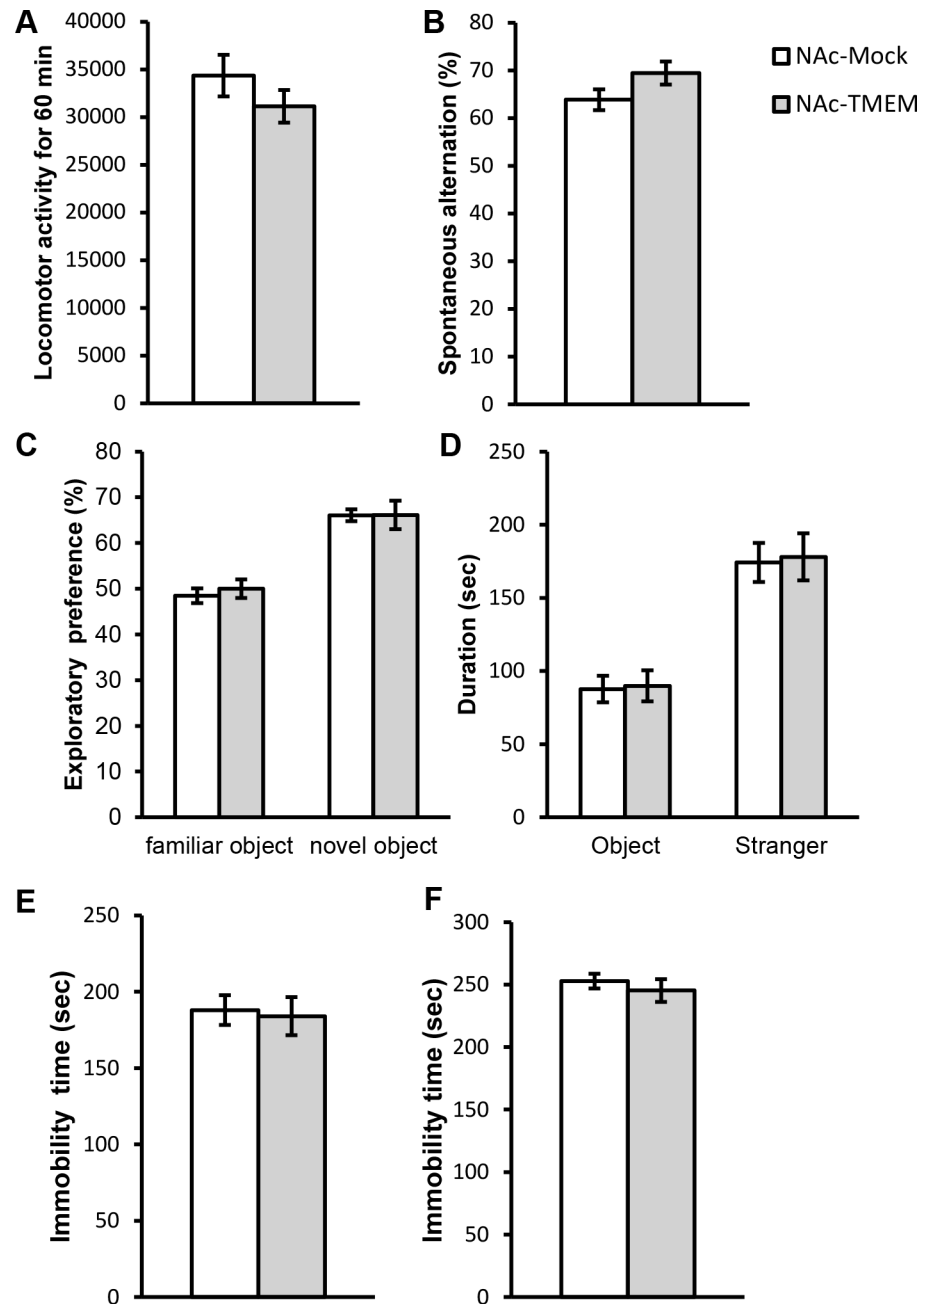 A
Locomotor activity for 60 min
40000
35000
30000
25000
20000
15000
10000
5000
0
B
Spontaneous alternation (%)
80
70
60
50
40
30
20
10
0
NAc-Mock
NAc-TMEM
C
Exploratory preference (%)
80
70
60
50
40
30
20
10
0
familiar object novel object
D
Duration (sec)
250
200
150
100
50
0
Object Stranger
E
Immobility time (sec)
250
200
150
100
50
0
F
Immobility time (sec)
300
250
200
150
100
50
0